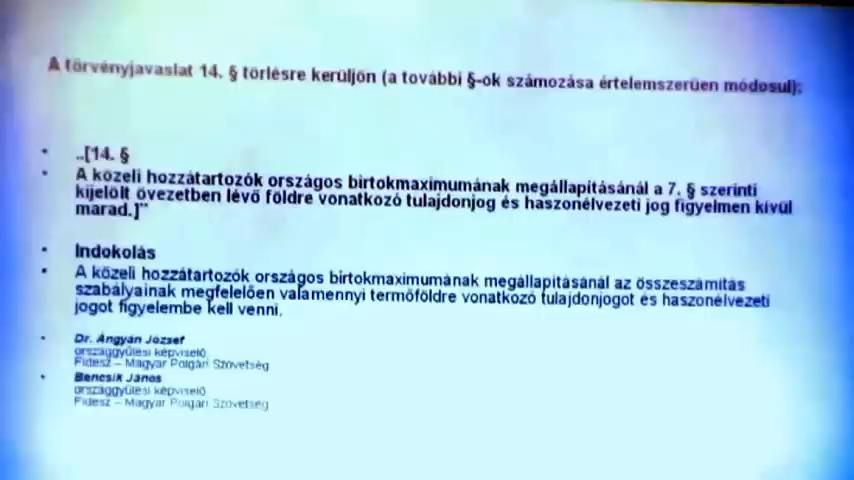 A törvényjavaslat 14. § törlésre kerüljön (a további §-ok számozása értelemszerűen módosul):
„[14. §
A közeli hozzátartozók országos birtokmaximumának megállapításánál a 7. § szerinti
kijelölt övezetben lévő földre vonatkozó tulajdonjog és haszonélvezeti jog figyelmen kívül
marad.]"
Indokolás
A közeli hozzátartozók országos birtokmaximumának megállapításánál az összeszámítás
szabályainak megfelelően valamennyi termőföldre vonatkozó tulajdonjogot és haszonélvezeti
jogot figyelembe kell venni.
Dr. Ángyán József
országgyűlési képviselő
Fidesz – Magyar Polgári Szövetség
Bencsik János
országgyűlési képviselő
Fidesz – Magyar Polgári Szövetség